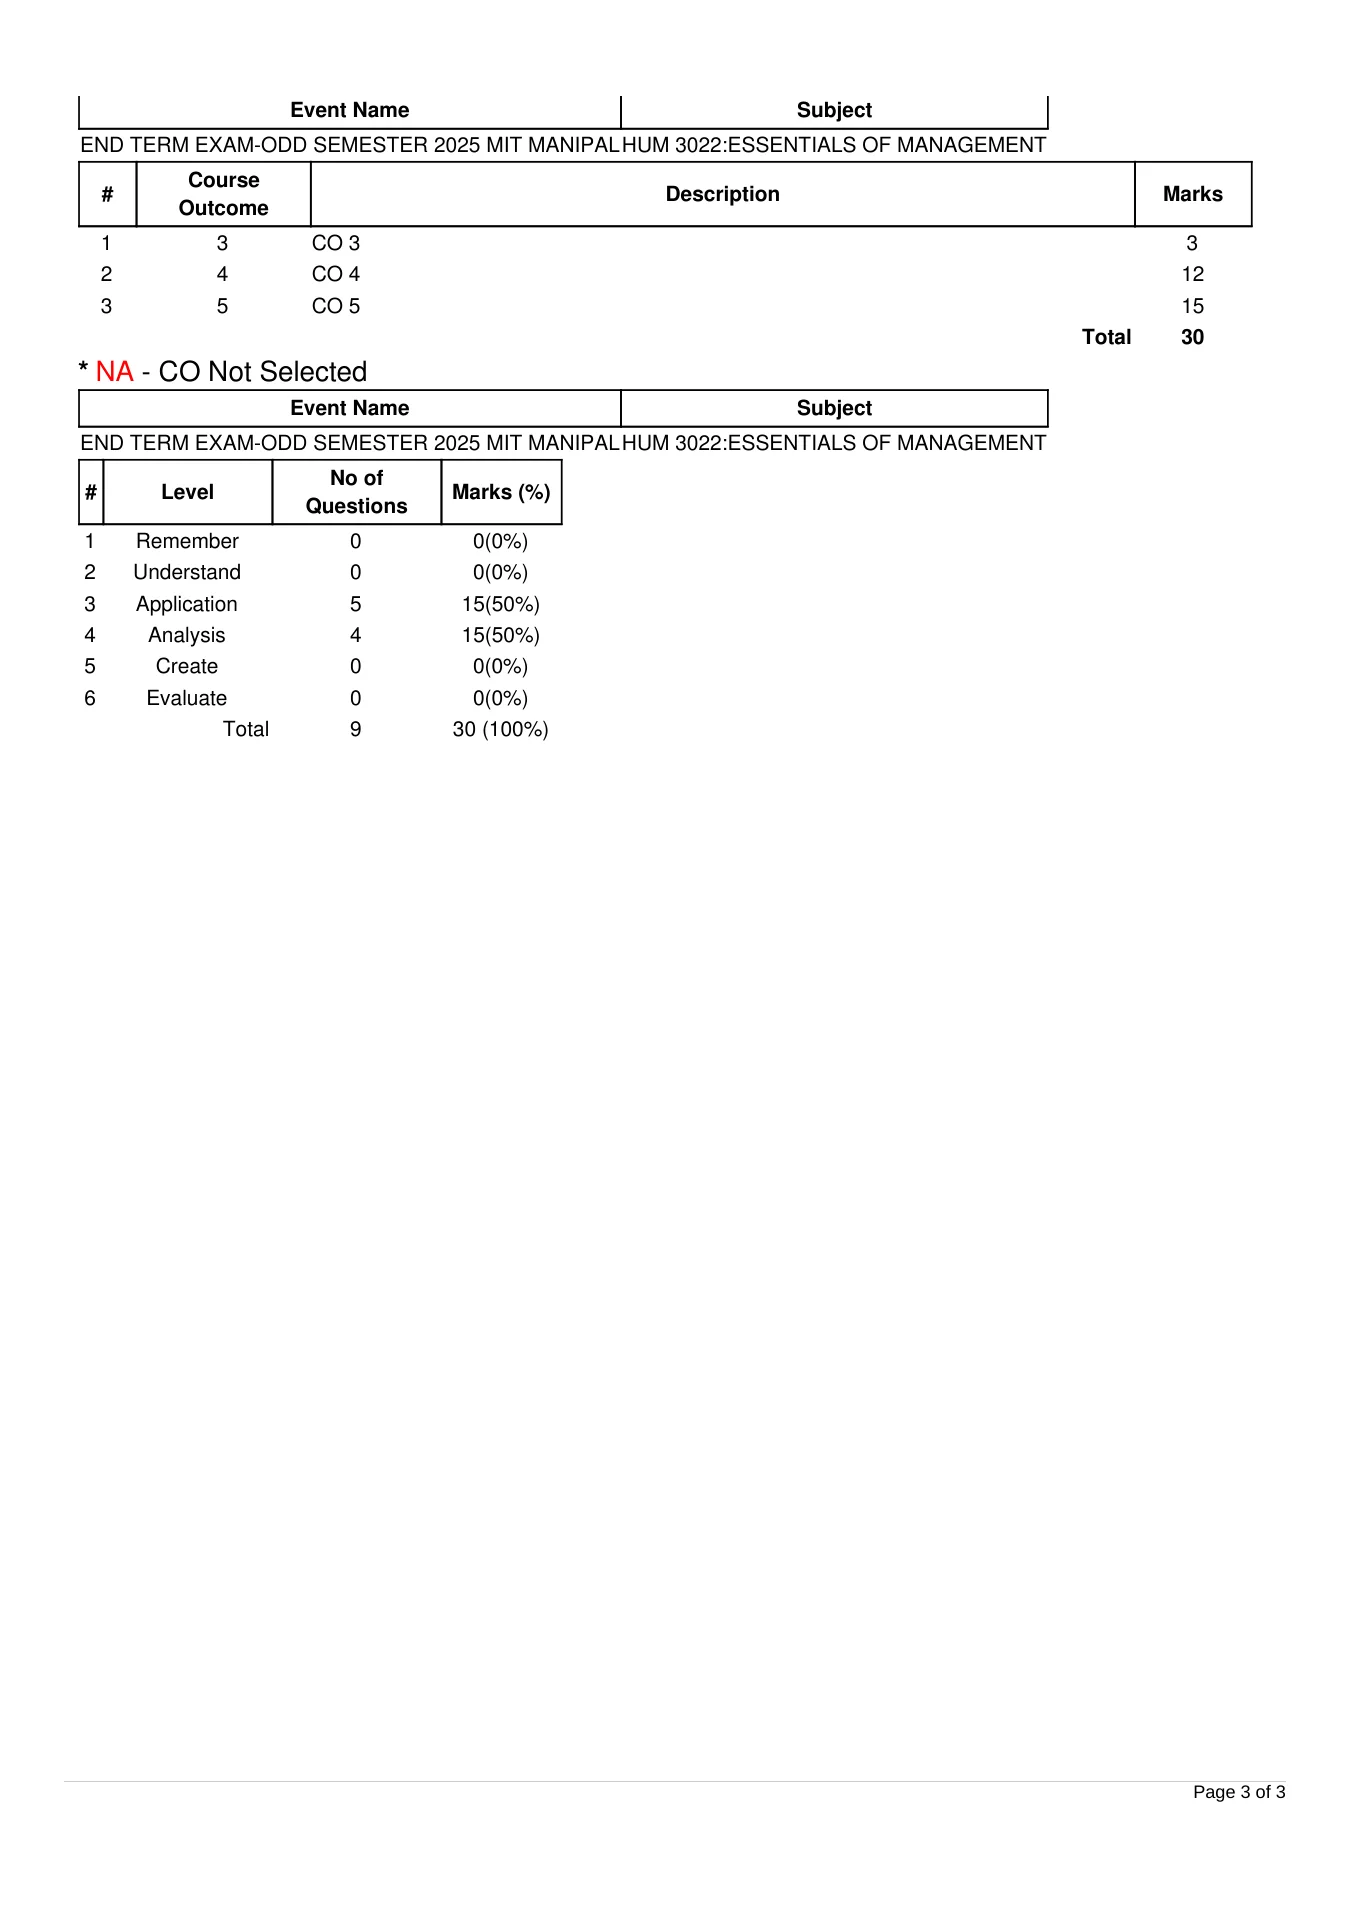 Event Name Subject
END TERM EXAM-ODD SEMESTER 2025 MIT MANIPAL HUM 3022:ESSENTIALS OF MANAGEMENT
# Course Outcome Description Marks
1 3 CO 3 3
2 4 CO 4 12
3 5 CO 5 15
Total 30
* NA - CO Not Selected
Event Name Subject
END TERM EXAM-ODD SEMESTER 2025 MIT MANIPAL HUM 3022:ESSENTIALS OF MANAGEMENT
# Level No of Questions Marks (%)
1 Remember 0 0(0%)
2 Understand 0 0(0%)
3 Application 5 15(50%)
4 Analysis 4 15(50%)
5 Create 0 0(0%)
6 Evaluate 0 0(0%)
Total 9 30 (100%)
Page 3 of 3